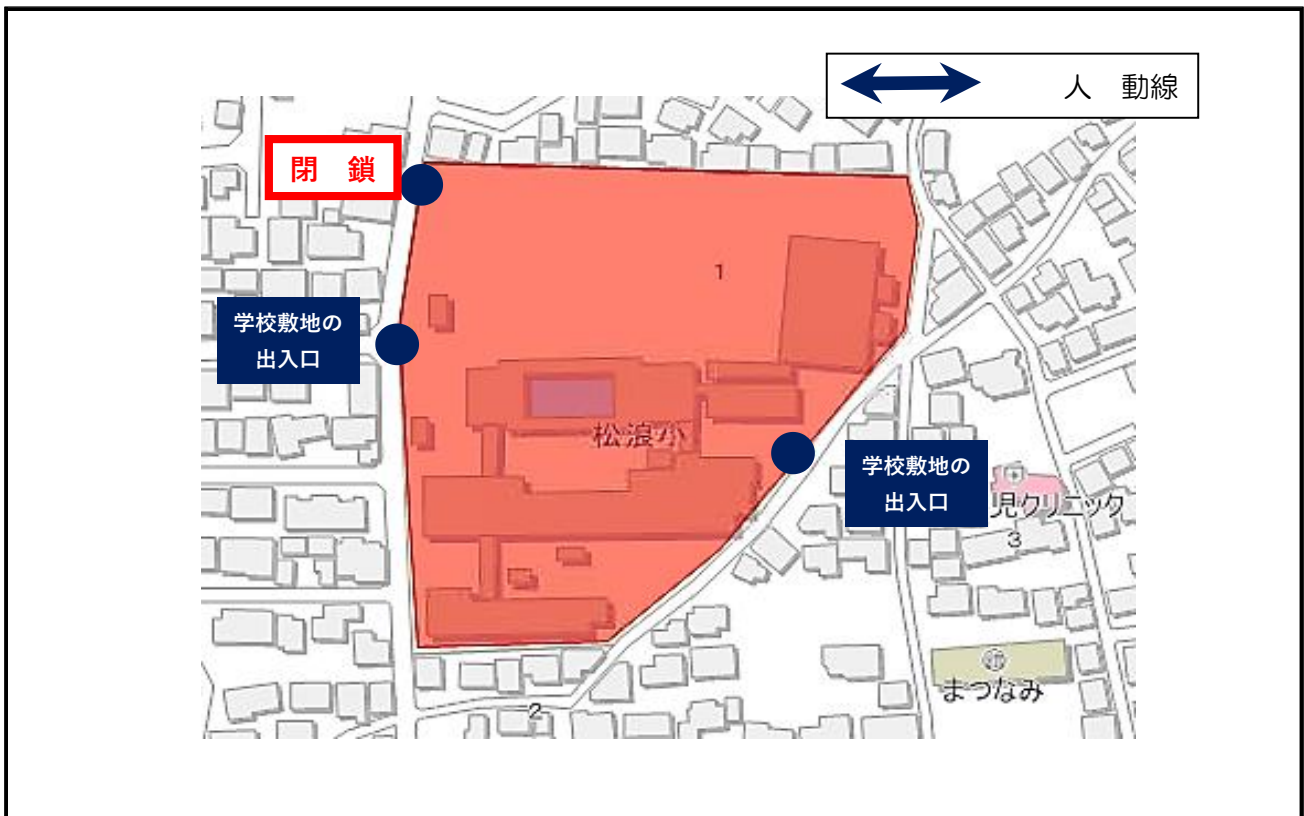 人　動線
閉　鎖
1
学校敷地の
出入口
松浪小
学校敷地の
出入口
児クリニック
3
まつなみ
2